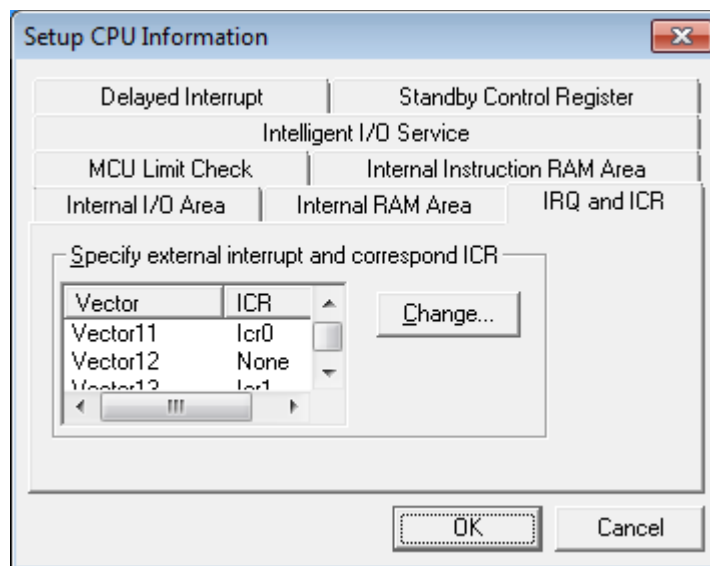 Setup CPU Information
Delayed Interrupt Standby Control Register
Intelligent I/O Service
MCU Limit Check Internal Instruction RAM Area
Internal I/O Area Internal RAM Area IRQ and ICR
Specify external interrupt and correspond ICR
Vector ICR
Change...
Vector11 Icr0
Vector12 None
Vector13 Icr1
OK Cancel